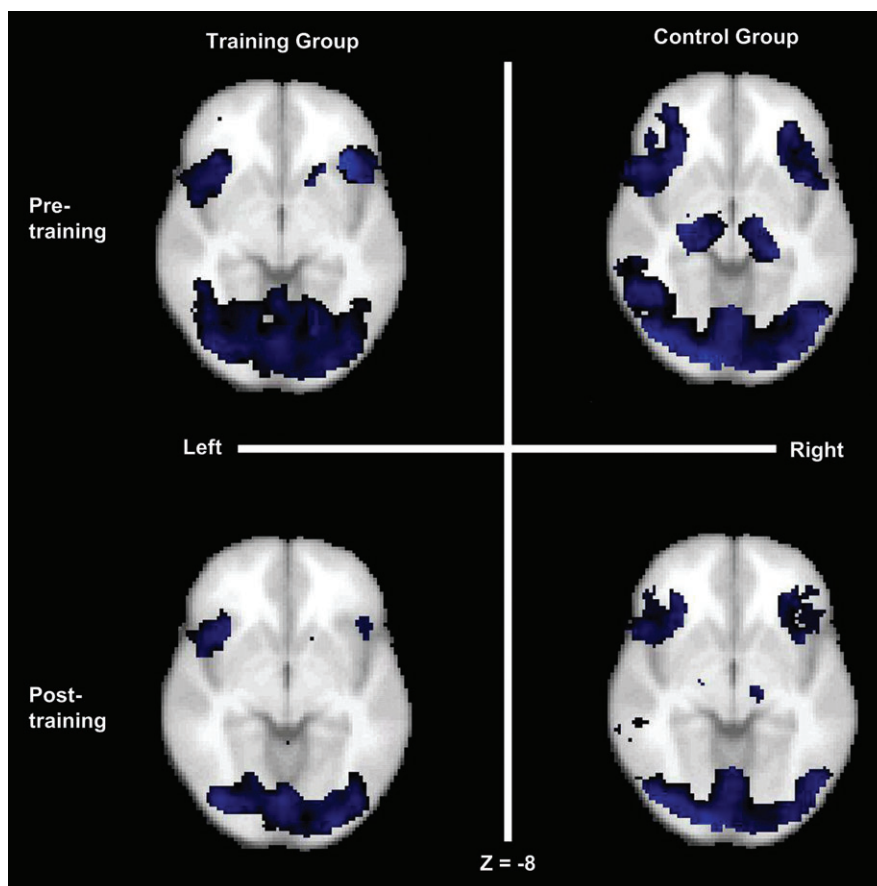 Training Group
Control Group
Pre-
training
Left
Right
Post-
training
Z = -8